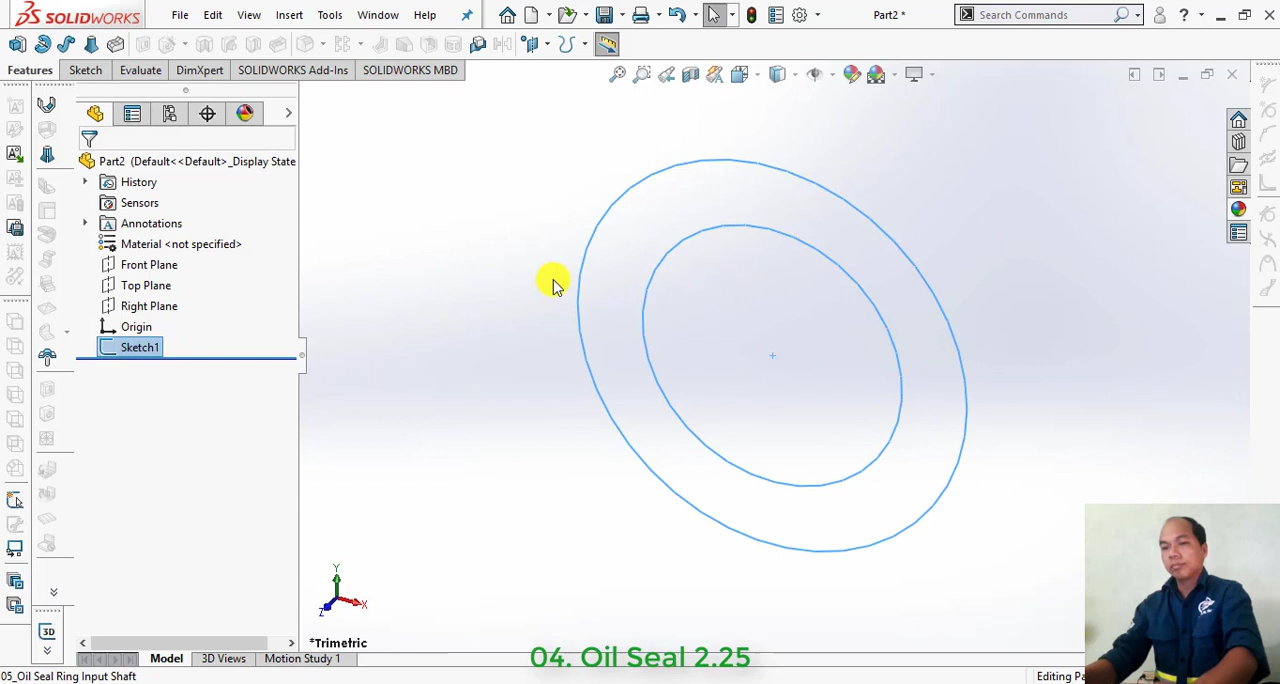 SOLIDWORKS
File Edit View Insert Tools Window Help
Part2 *
Search Commands
?
Features Sketch Evaluate DimXpert SOLIDWORKS Add-Ins SOLIDWORKS MBD
Part2 (Default<<Default>_Display State
History
Sensors
Annotations
Material <not specified>
Front Plane
Top Plane
Right Plane
Origin
Sketch1
Y
X
Z
*Trimetric
3D
Model 3D Views Motion Study 1
04. Oil Seal 2.25
05_Oil Seal Ring Input Shaft
Editing Pa